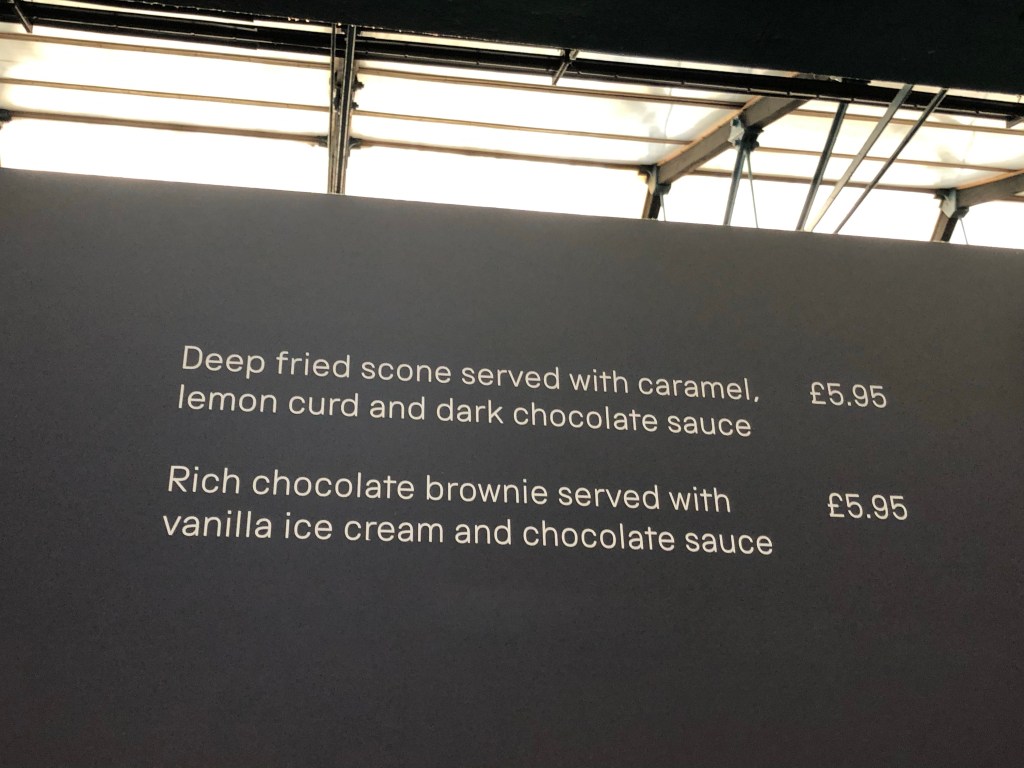 Deep fried scone served with caramel, £5.95
lemon curd and dark chocolate sauce
Rich chocolate brownie served with £5.95
vanilla ice cream and chocolate sauce